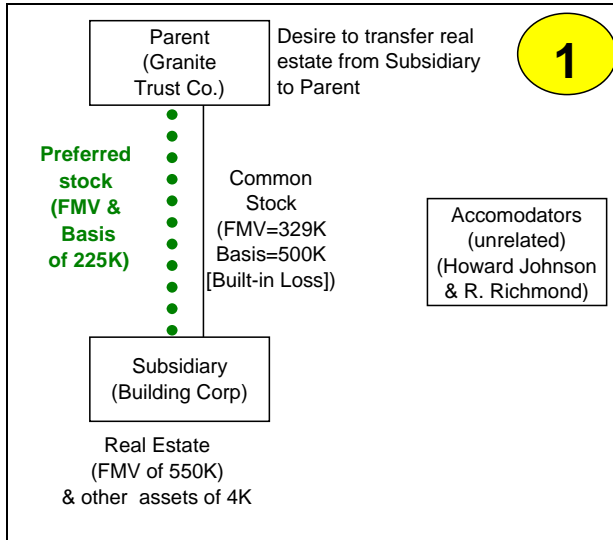 Parent
(Granite
Trust Co.)
Desire to transfer real
estate from Subsidiary
to Parent
1
Preferred
stock
(FMV &
Basis
of 225K)
Common
Stock
(FMV=329K
Basis=500K
[Built-in Loss])
Accomodators
(unrelated)
(Howard Johnson
& R. Richmond)
Subsidiary
(Building Corp)
Real Estate
(FMV of 550K)
& other assets of 4K